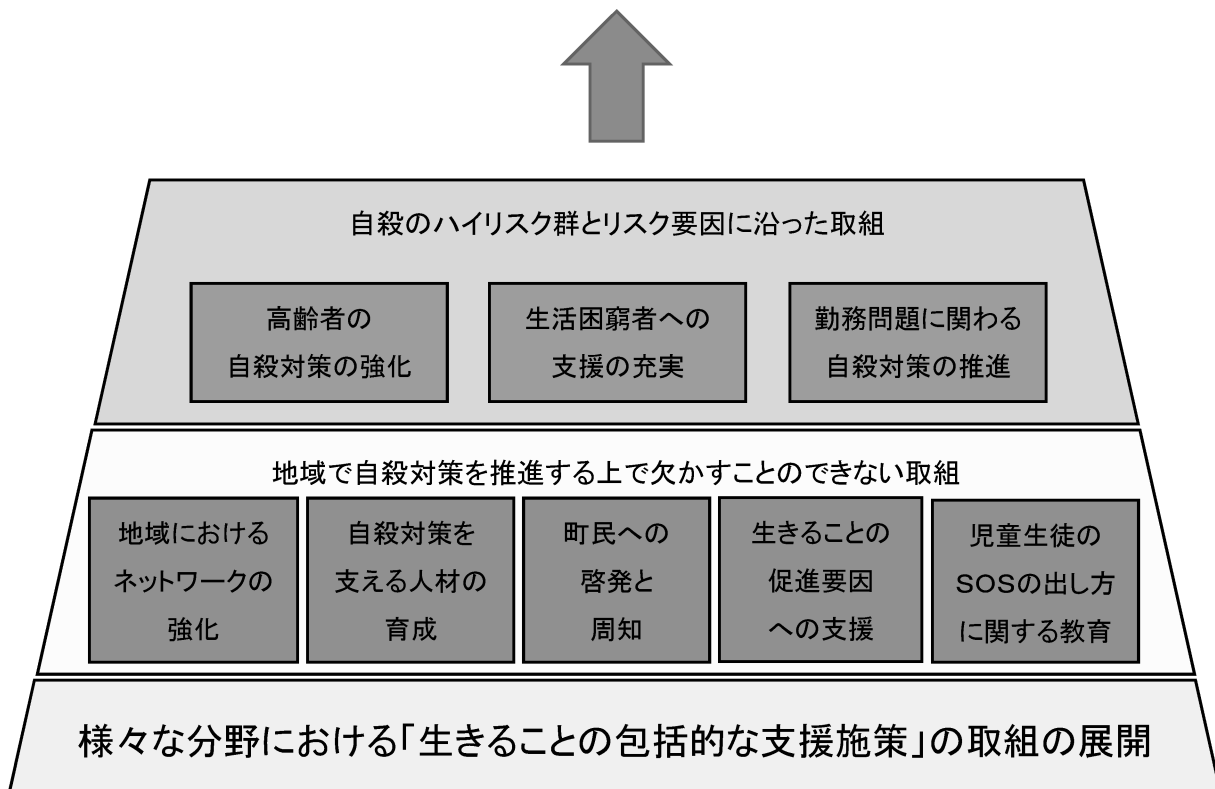 自殺のハイリスク群とリスク要因に沿った取組
高齢者の
自殺対策の強化
生活困窮者への
支援の充実
勤務問題に関わる
自殺対策の推進
地域で自殺対策を推進する上で欠かすことのできない取組
地域における
ネットワークの
強化
自殺対策を
支える人材の
育成
町民への
啓発と
周知
生きることの
促進要因
への支援
児童生徒の
SOSの出し方
に関する教育
様々な分野における「生きることの包括的な支援施策」の取組の展開